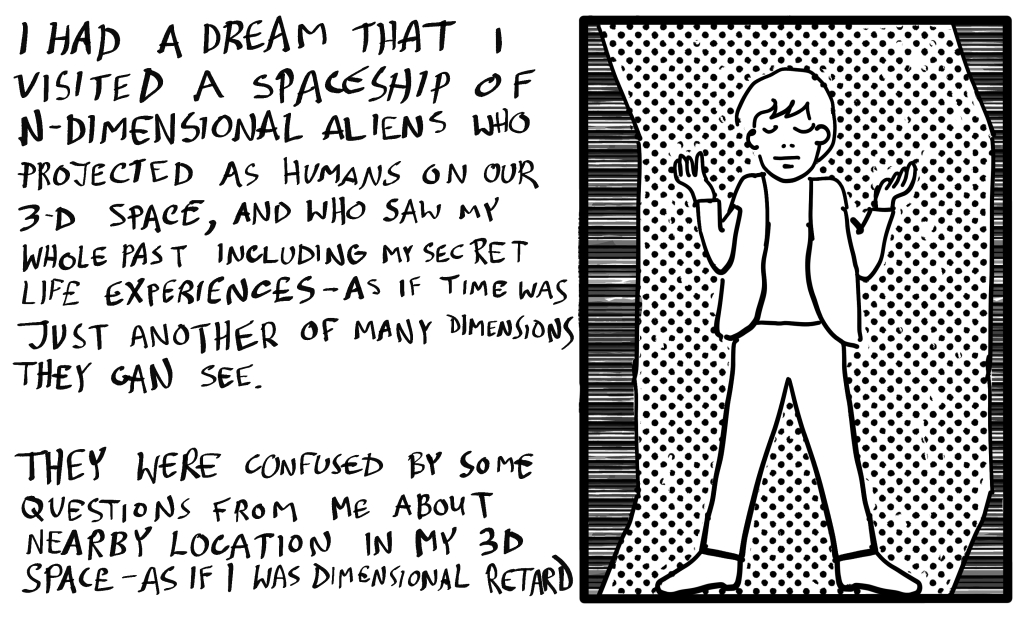 I HAD A DREAM THAT I
VISITED A SPACESHIP OF
N-DIMENSIONAL ALIENS WHO
PROJECTED AS HUMANS ON OUR
3-D SPACE, AND WHO SAW MY
WHOLE PAST INCLUDING MY SECRET
LIFE EXPERIENCES-AS IF TIME WAS
JUST ANOTHER OF MANY DIMENSIONS
THEY CAN SEE.
THEY WERE CONFUSED BY SOME
QUESTIONS FROM ME ABOUT
NEARBY LOCATION IN MY 3D
SPACE-AS IF I WAS DIMENSIONAL RETARD